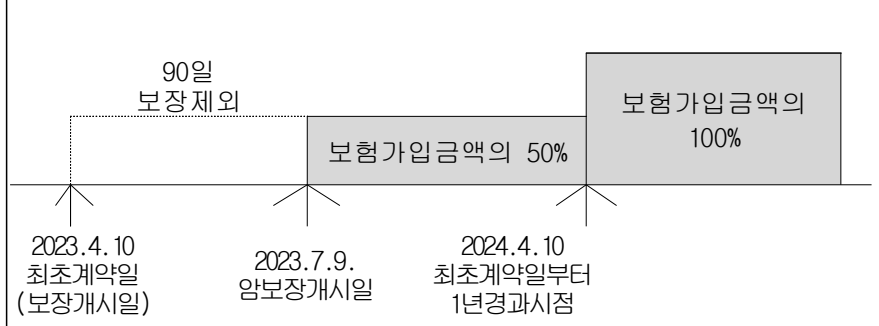 90일
보장제외
보험가입금액의 50%
보험가입금액의
100%
2023.4.10
최초계약일
(보장개시일)
2023.7.9.
암보장개시일
2024.4.10
최초계약일부터
1년경과시점